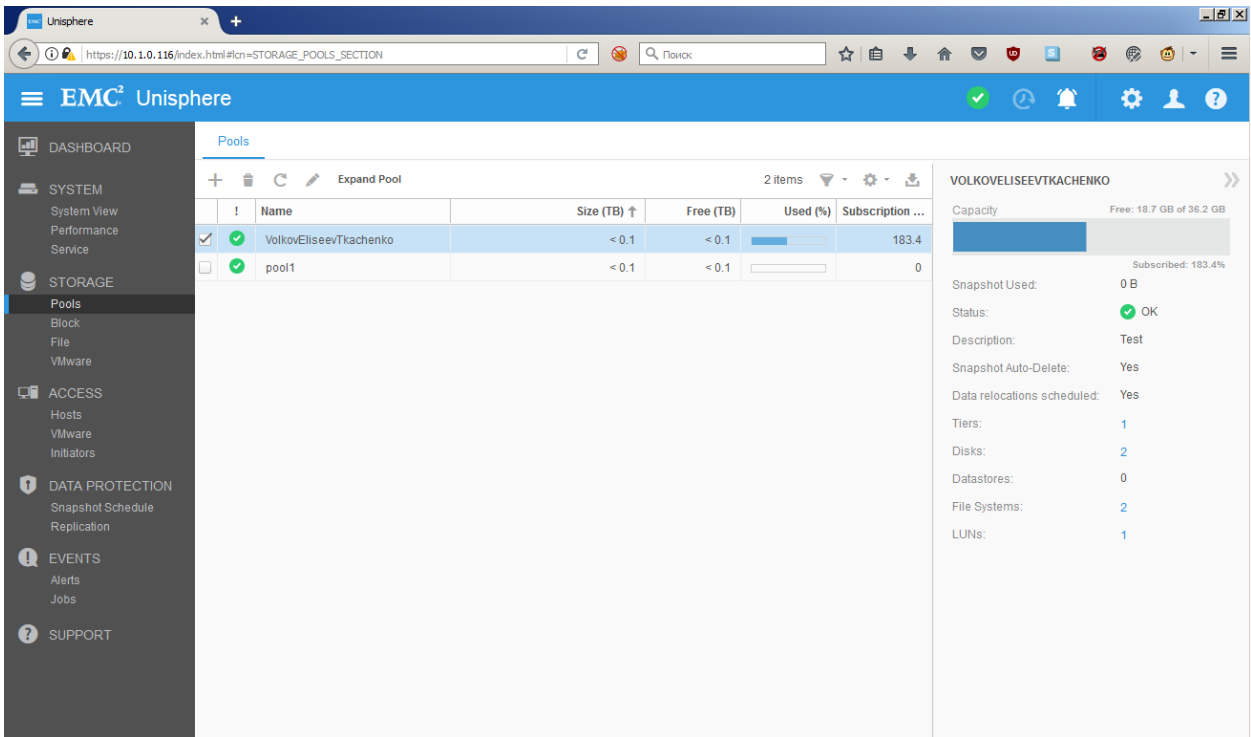 EMC² Unisphere
https://10.1.0.116/index.html#lcn=STORAGE_POOLS_SECTION
Поиск
EMC² Unisphere
DASHBOARD
SYSTEM
System View
Performance
Service
STORAGE
Pools
Block
File
VMware
ACCESS
Hosts
VMware
Initiators
DATA PROTECTION
Snapshot Schedule
Replication
EVENTS
Alerts
Jobs
SUPPORT
Pools
Expand Pool 2 items
! Name Size (TB) Free (TB) Used (%) Subscription ...
VolkovEliseevTkachenko < 0.1 < 0.1 183.4
pool1 < 0.1 < 0.1 0
VOLKOVELISEEVTKACHENKO
Capacity Free: 18.7 GB of 36.2 GB
Subscribed: 183.4%
Snapshot Used: 0 B
Status: OK
Description: Test
Snapshot Auto-Delete: Yes
Data relocations scheduled: Yes
Tiers: 1
Disks: 2
Datastores: 0
File Systems: 2
LUNs: 1